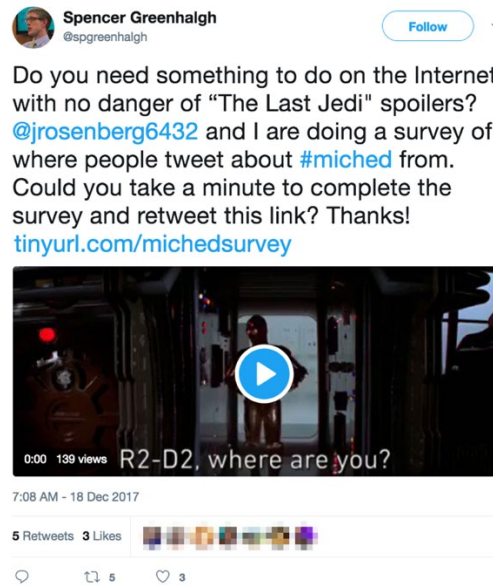 Spencer Greenhalgh
@spgreenhalgh
Follow
Do you need something to do on the Internet
with no danger of “The Last Jedi" spoilers?
@jrosenberg6432 and I are doing a survey of
where people tweet about #miched from.
Could you take a minute to complete the
survey and retweet this link? Thanks!
tinyurl.com/michedsurvey
0:00 139 views R2-D2, where are you?
7:08 AM - 18 Dec 2017
5 Retweets 3 Likes
5 3